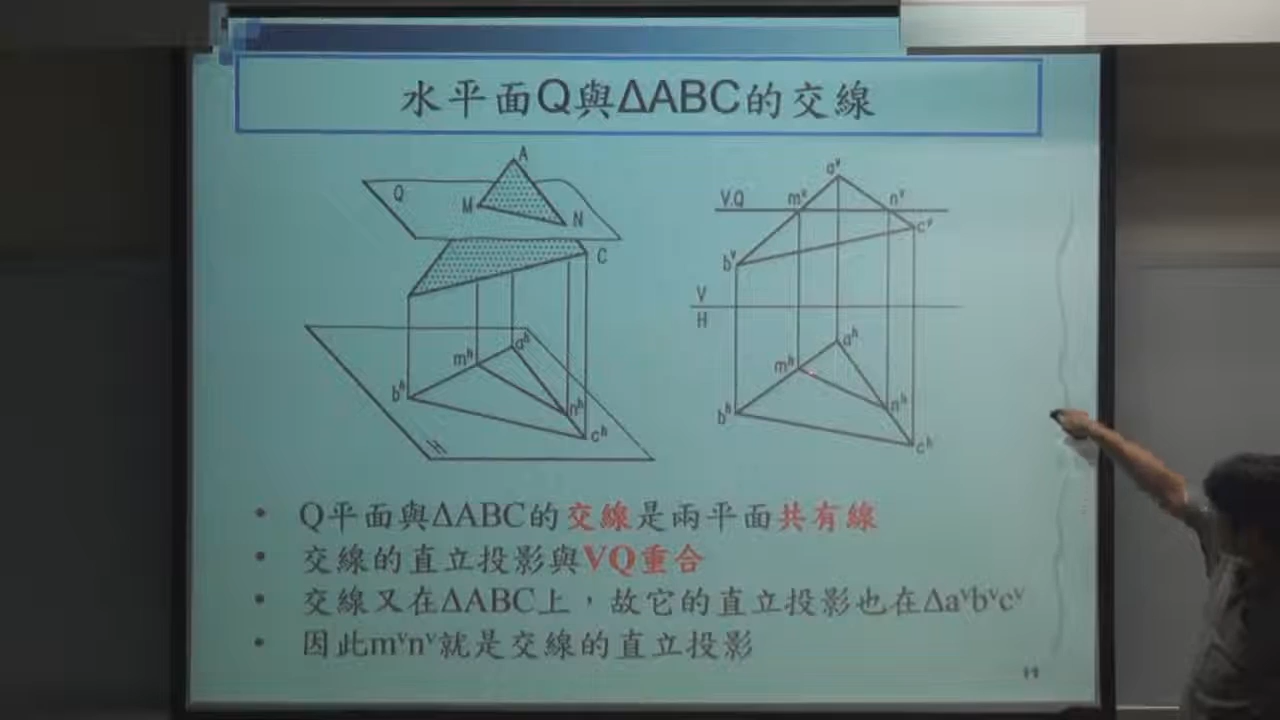 水平面Q與ΔABC的交線
A
Q
M
N
C
mʰ
aʰ
bʰ
nʰ
cʰ
H
aᵛ
V.Q
mᵛ
nᵛ
cᵛ
bᵛ
V
H
aʰ
mʰ
nʰ
bʰ
cʰ
• Q平面與ΔABC的交線是兩平面共有線
• 交線的直立投影與VQ重合
• 交線又在ΔABC上，故它的直立投影也在Δaᵛbᵛcᵛ
• 因此mᵛnᵛ就是交線的直立投影